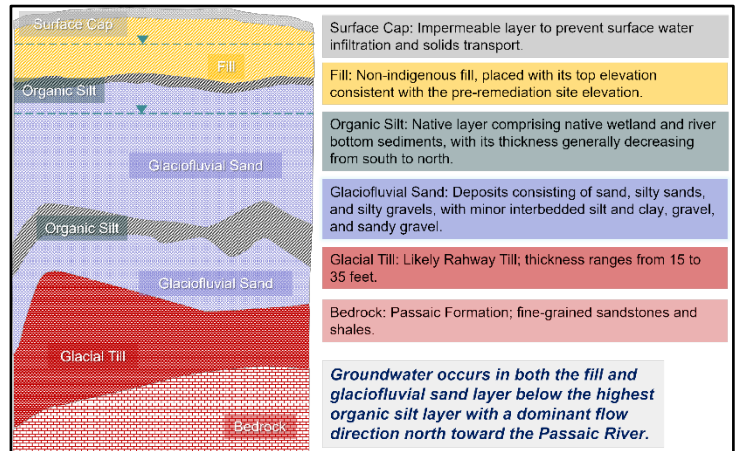 Surface Cap
Fill
Organic Silt
Glaciofluvial Sand
Organic Silt
Glaciofluvial Sand
Glacial Till
Bedrock
Surface Cap: Impermeable layer to prevent surface water
infiltration and solids transport.
Fill: Non-indigenous fill, placed with its top elevation
consistent with the pre-remediation site elevation.
Organic Silt: Native layer comprising native wetland and river
bottom sediments, with its thickness generally decreasing
from south to north.
Glaciofluvial Sand: Deposits consisting of sand, silty sands,
and silty gravels, with minor interbedded silt and clay, gravel,
and sandy gravel.
Glacial Till: Likely Rahway Till; thickness ranges from 15 to
35 feet.
Bedrock: Passaic Formation; fine-grained sandstones and
shales.
Groundwater occurs in both the fill and
glaciofluvial sand layer below the highest
organic silt layer with a dominant flow
direction north toward the Passaic River.